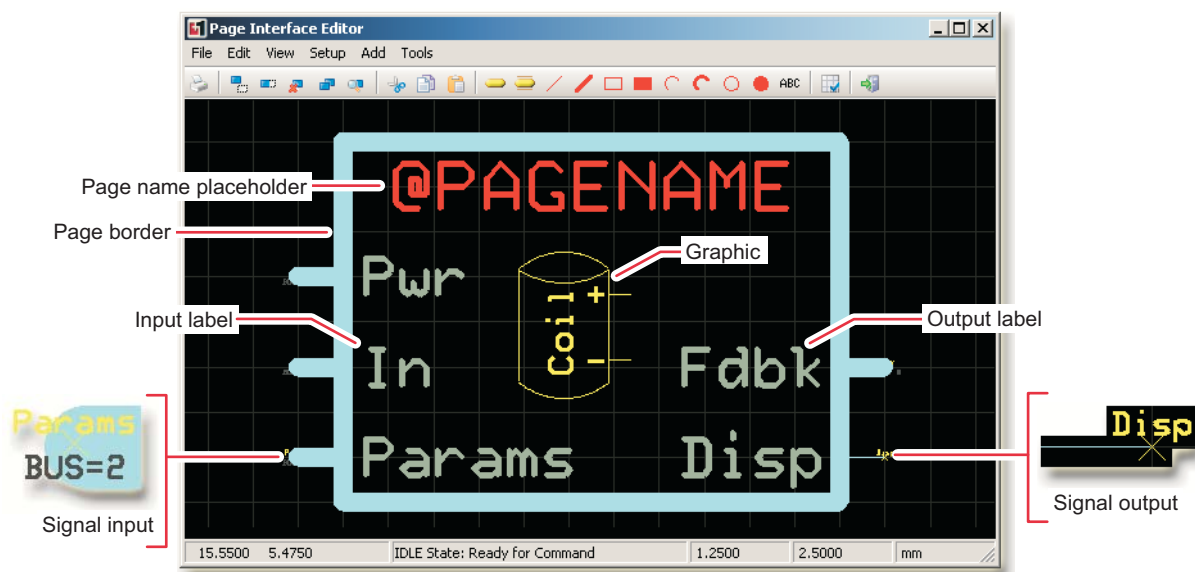 Page Interface Editor
File Edit View Setup Add Tools
ABC
@PAGENAME
Page name placeholder
Page border
Graphic
Pwr
Coil
+
−
Input label
Output label
In
Fdbk
Params
BUS=2
Signal input
Params
Disp
Disp
Signal output
15.5500 5.4750 IDLE State: Ready for Command 1.2500 2.5000 mm